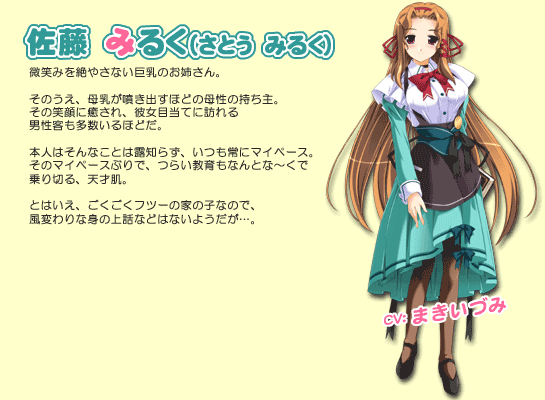 佐藤 みるく(さとう みるく)
微笑みを絶やさない巨乳のお姉さん。
そのうえ、母乳が噴き出すほどの母性の持ち主。
その笑顔に癒され、彼女目当てに訪れる
男性客も多数いるほどだ。
本人はそんなことは露知らず、いつも常にマイペース。
そのマイペースぶりで、つらい教育もなんとな~くで
乗り切る、天才肌。
とはいえ、ごくごくフツーの家の子なので、
風変わりな身の上話などはないようだが…。
CV:まきいづみ